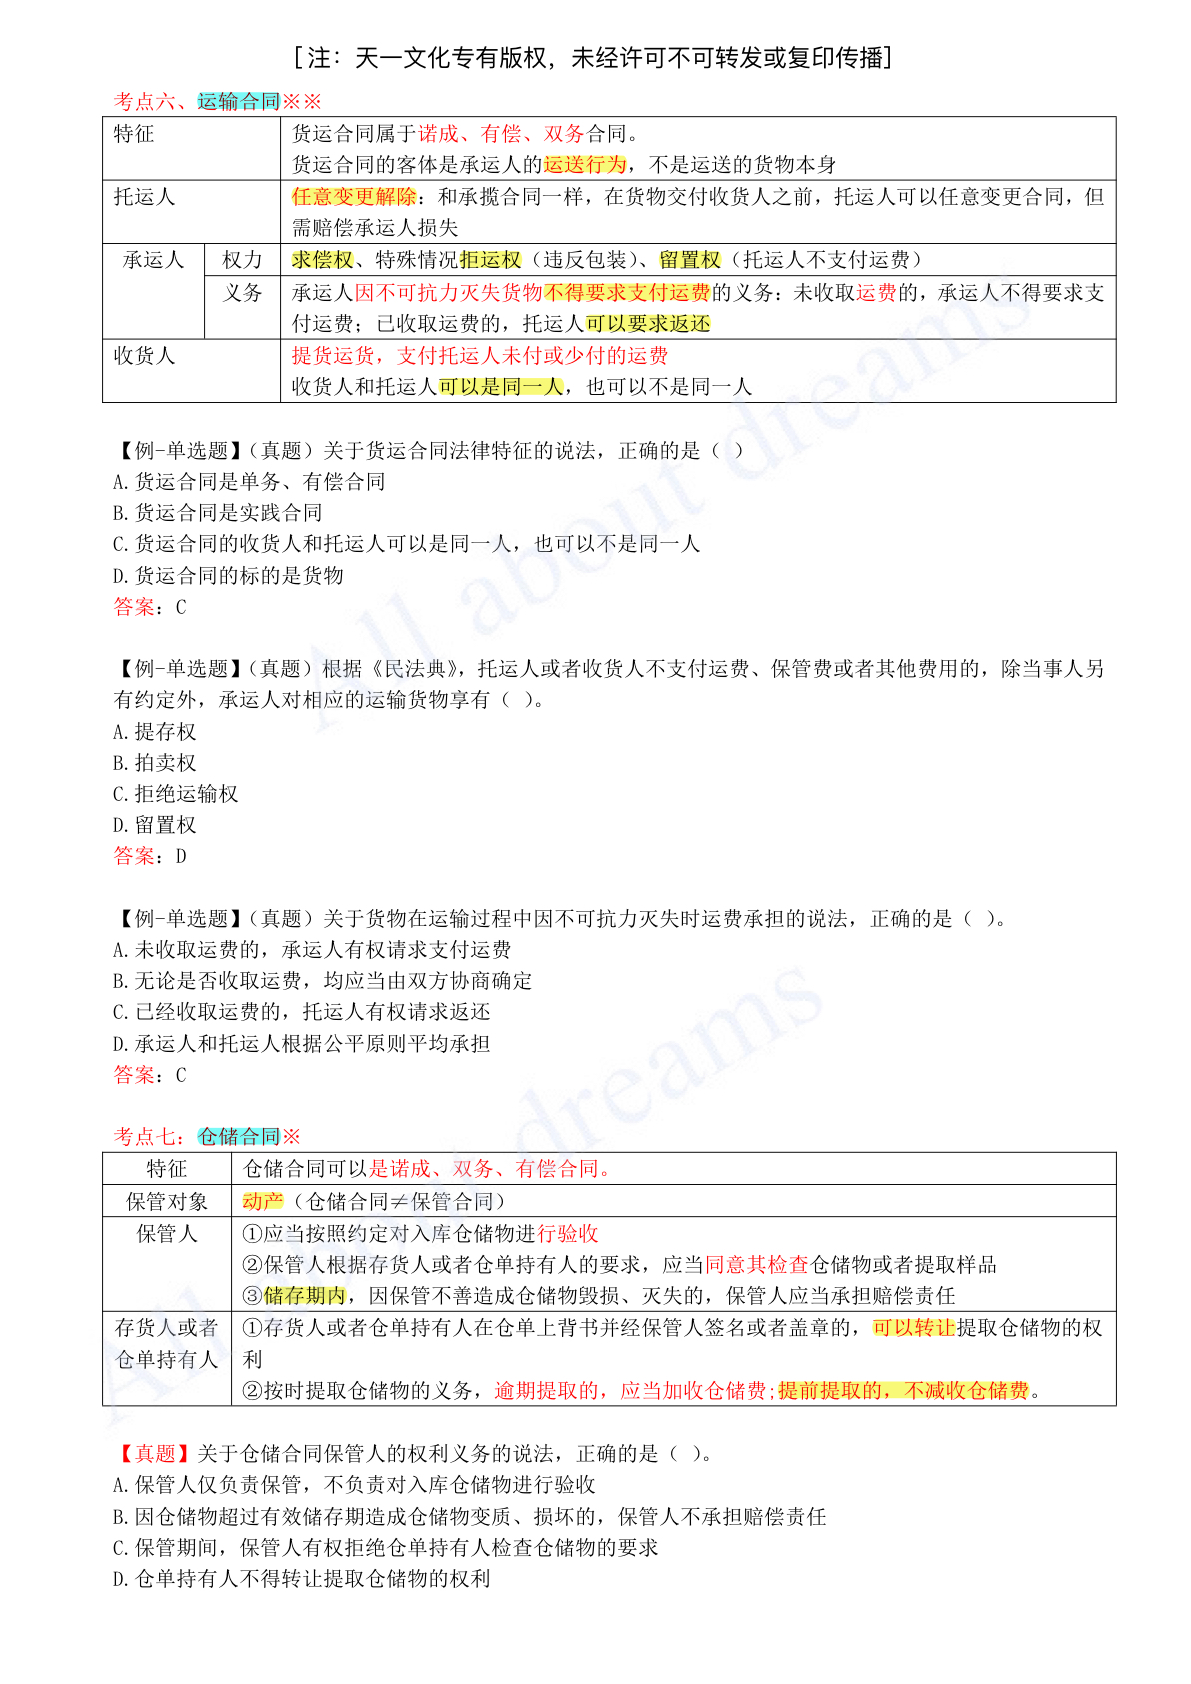 [注：天一文化专有版权，未经许可不可转发或复印传播]
考点六、运输合同※※
特征
货运合同属于诺成、有偿、双务合同。
货运合同的客体是承运人的运送行为，不是运送的货物本身
托运人
任意变更解除：和承揽合同一样，在货物交付收货人之前，托运人可以任意变更合同，但
需赔偿承运人损失
承运人
权力
求偿权、特殊情况拒运权（违反包装）、留置权（托运人不支付运费）
义务
承运人因不可抗力灭失货物不得要求支付运费的义务：未收取运费的，承运人不得要求支
付运费；已收取运费的，托运人可以要求返还
收货人
提货运货，支付托运人未付或少付的运费
收货人和托运人可以是同一人，也可以不是同一人
【例-单选题】（真题）关于货运合同法律特征的说法，正确的是（ ）
A.货运合同是单务、有偿合同
B.货运合同是实践合同
C.货运合同的收货人和托运人可以是同一人，也可以不是同一人
D.货运合同的标的是货物
答案：C
【例-单选题】（真题）根据《民法典》，托运人或者收货人不支付运费、保管费或者其他费用的，除当事人另
有约定外，承运人对相应的运输货物享有（ ）。
A.提存权
B.拍卖权
C.拒绝运输权
D.留置权
答案：D
【例-单选题】（真题）关于货物在运输过程中因不可抗力灭失时运费承担的说法，正确的是（ ）。
A.未收取运费的，承运人有权请求支付运费
B.无论是否收取运费，均应当由双方协商确定
C.已经收取运费的，托运人有权请求返还
D.承运人和托运人根据公平原则平均承担
答案：C
考点七：仓储合同※
特征
仓储合同可以是诺成、双务、有偿合同。
保管对象
动产（仓储合同≠保管合同）
保管人
①应当按照约定对入库仓储物进行验收
②保管人根据存货人或者仓单持有人的要求，应当同意其检查仓储物或者提取样品
③储存期内，因保管不善造成仓储物毁损、灭失的，保管人应当承担赔偿责任
存货人或者
仓单持有人
①存货人或者仓单持有人在仓单上背书并经保管人签名或者盖章的，可以转让提取仓储物的权
利
②按时提取仓储物的义务，逾期提取的，应当加收仓储费;提前提取的，不减收仓储费。
【真题】关于仓储合同保管人的权利义务的说法，正确的是（ ）。
A.保管人仅负责保管，不负责对入库仓储物进行验收
B.因仓储物超过有效储存期造成仓储物变质、损坏的，保管人不承担赔偿责任
C.保管期间，保管人有权拒绝仓单持有人检查仓储物的要求
D.仓单持有人不得转让提取仓储物的权利
All about dreams
All about dreams